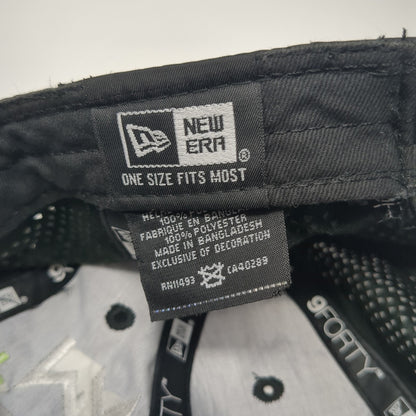 NEW
ERA®
ONE SIZE FITS MOST
100% POLYESTER
FABRIQUE EN BANGLADESH
100% POLYESTER
MADE IN BANGLADESH
EXCLUSIVE OF DECORATION
RN11493 CA40289
9FORTY